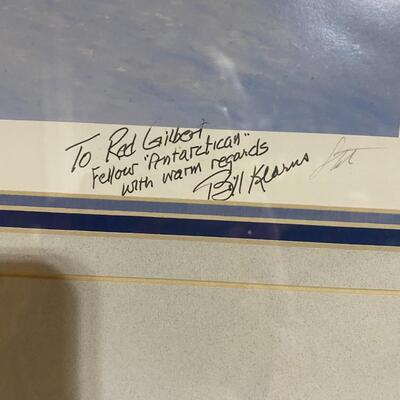 To Red Gilbert
Fellow "Antarctican"
with warm regards
Bill Kearns